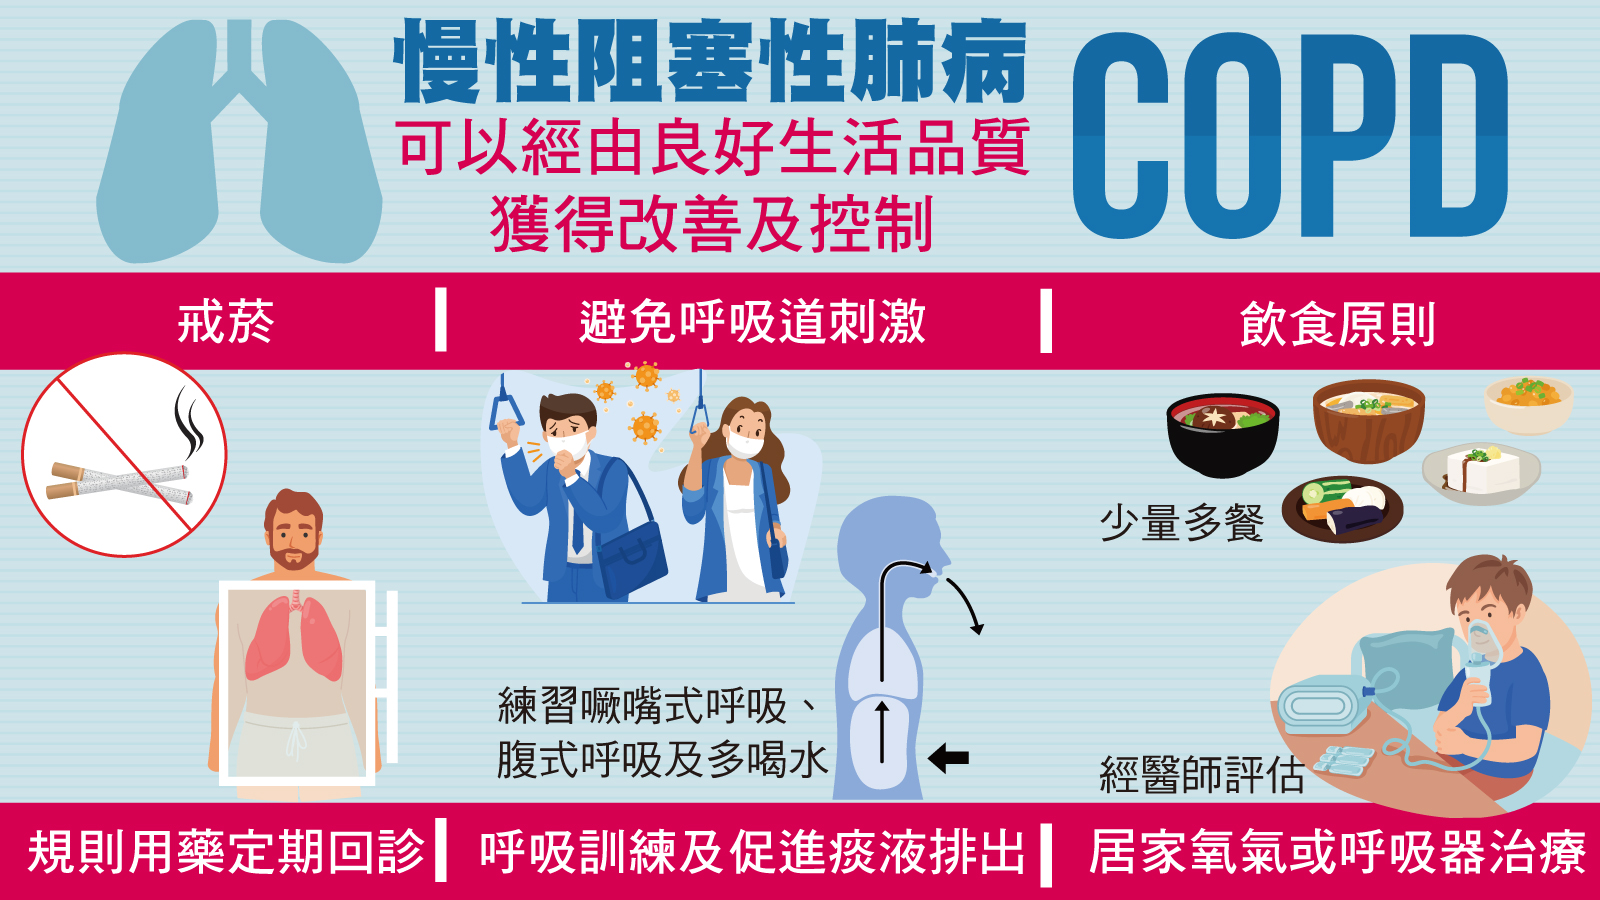 慢性阻塞性肺病
可以經由良好生活品質
獲得改善及控制
COPD
戒菸
避免呼吸道刺激
飲食原則
少量多餐
練習噘嘴式呼吸、
腹式呼吸及多喝水
經醫師評估
規則用藥定期回診
呼吸訓練及促進痰液排出
居家氧氣或呼吸器治療